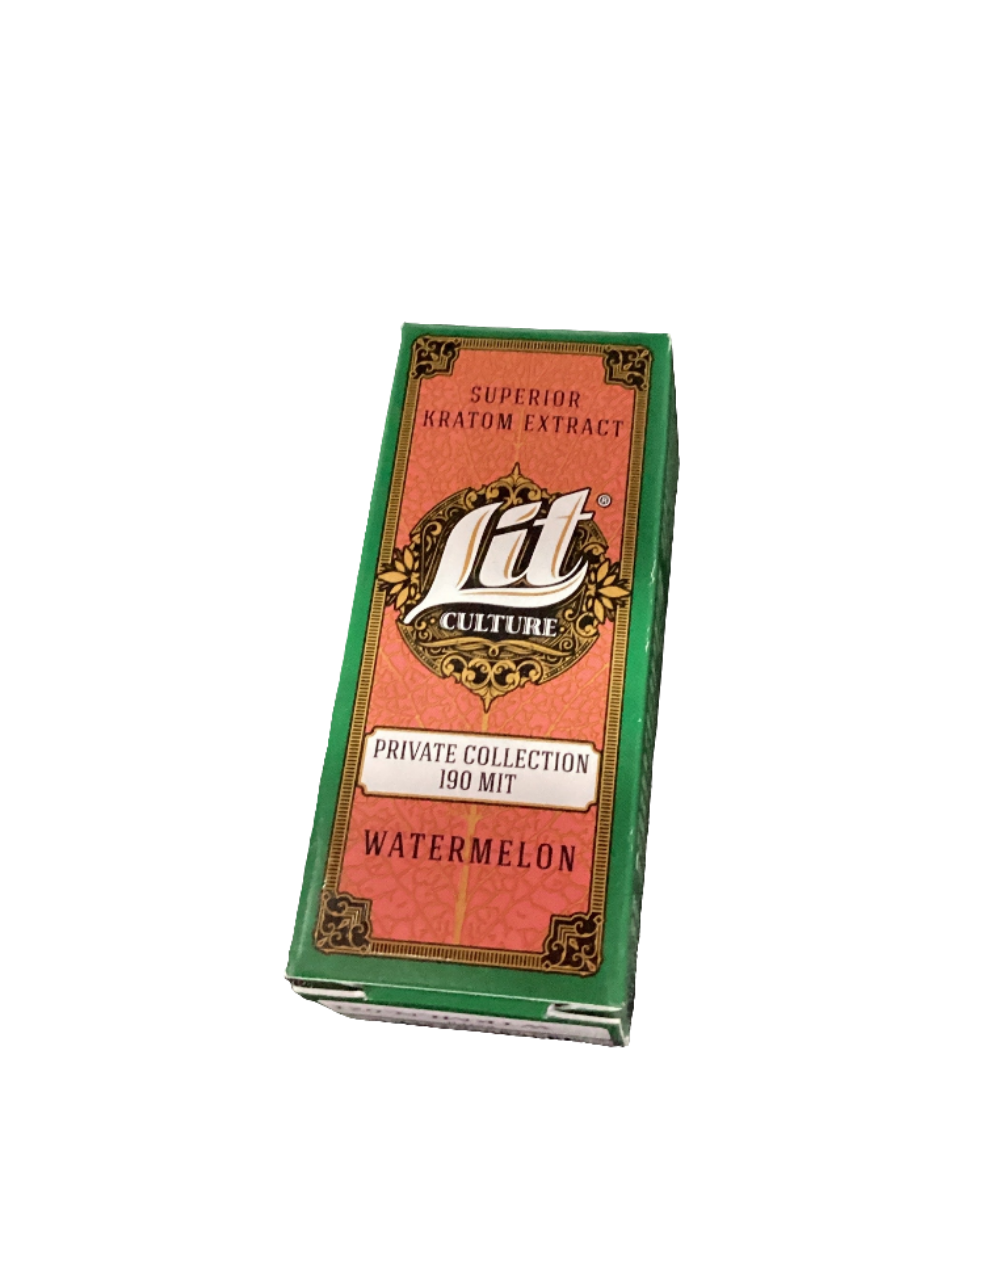 SUPERIOR
KRATOM EXTRACT
Lit
®
CULTURE
PRIVATE COLLECTION
190 MIT
WATERMELON